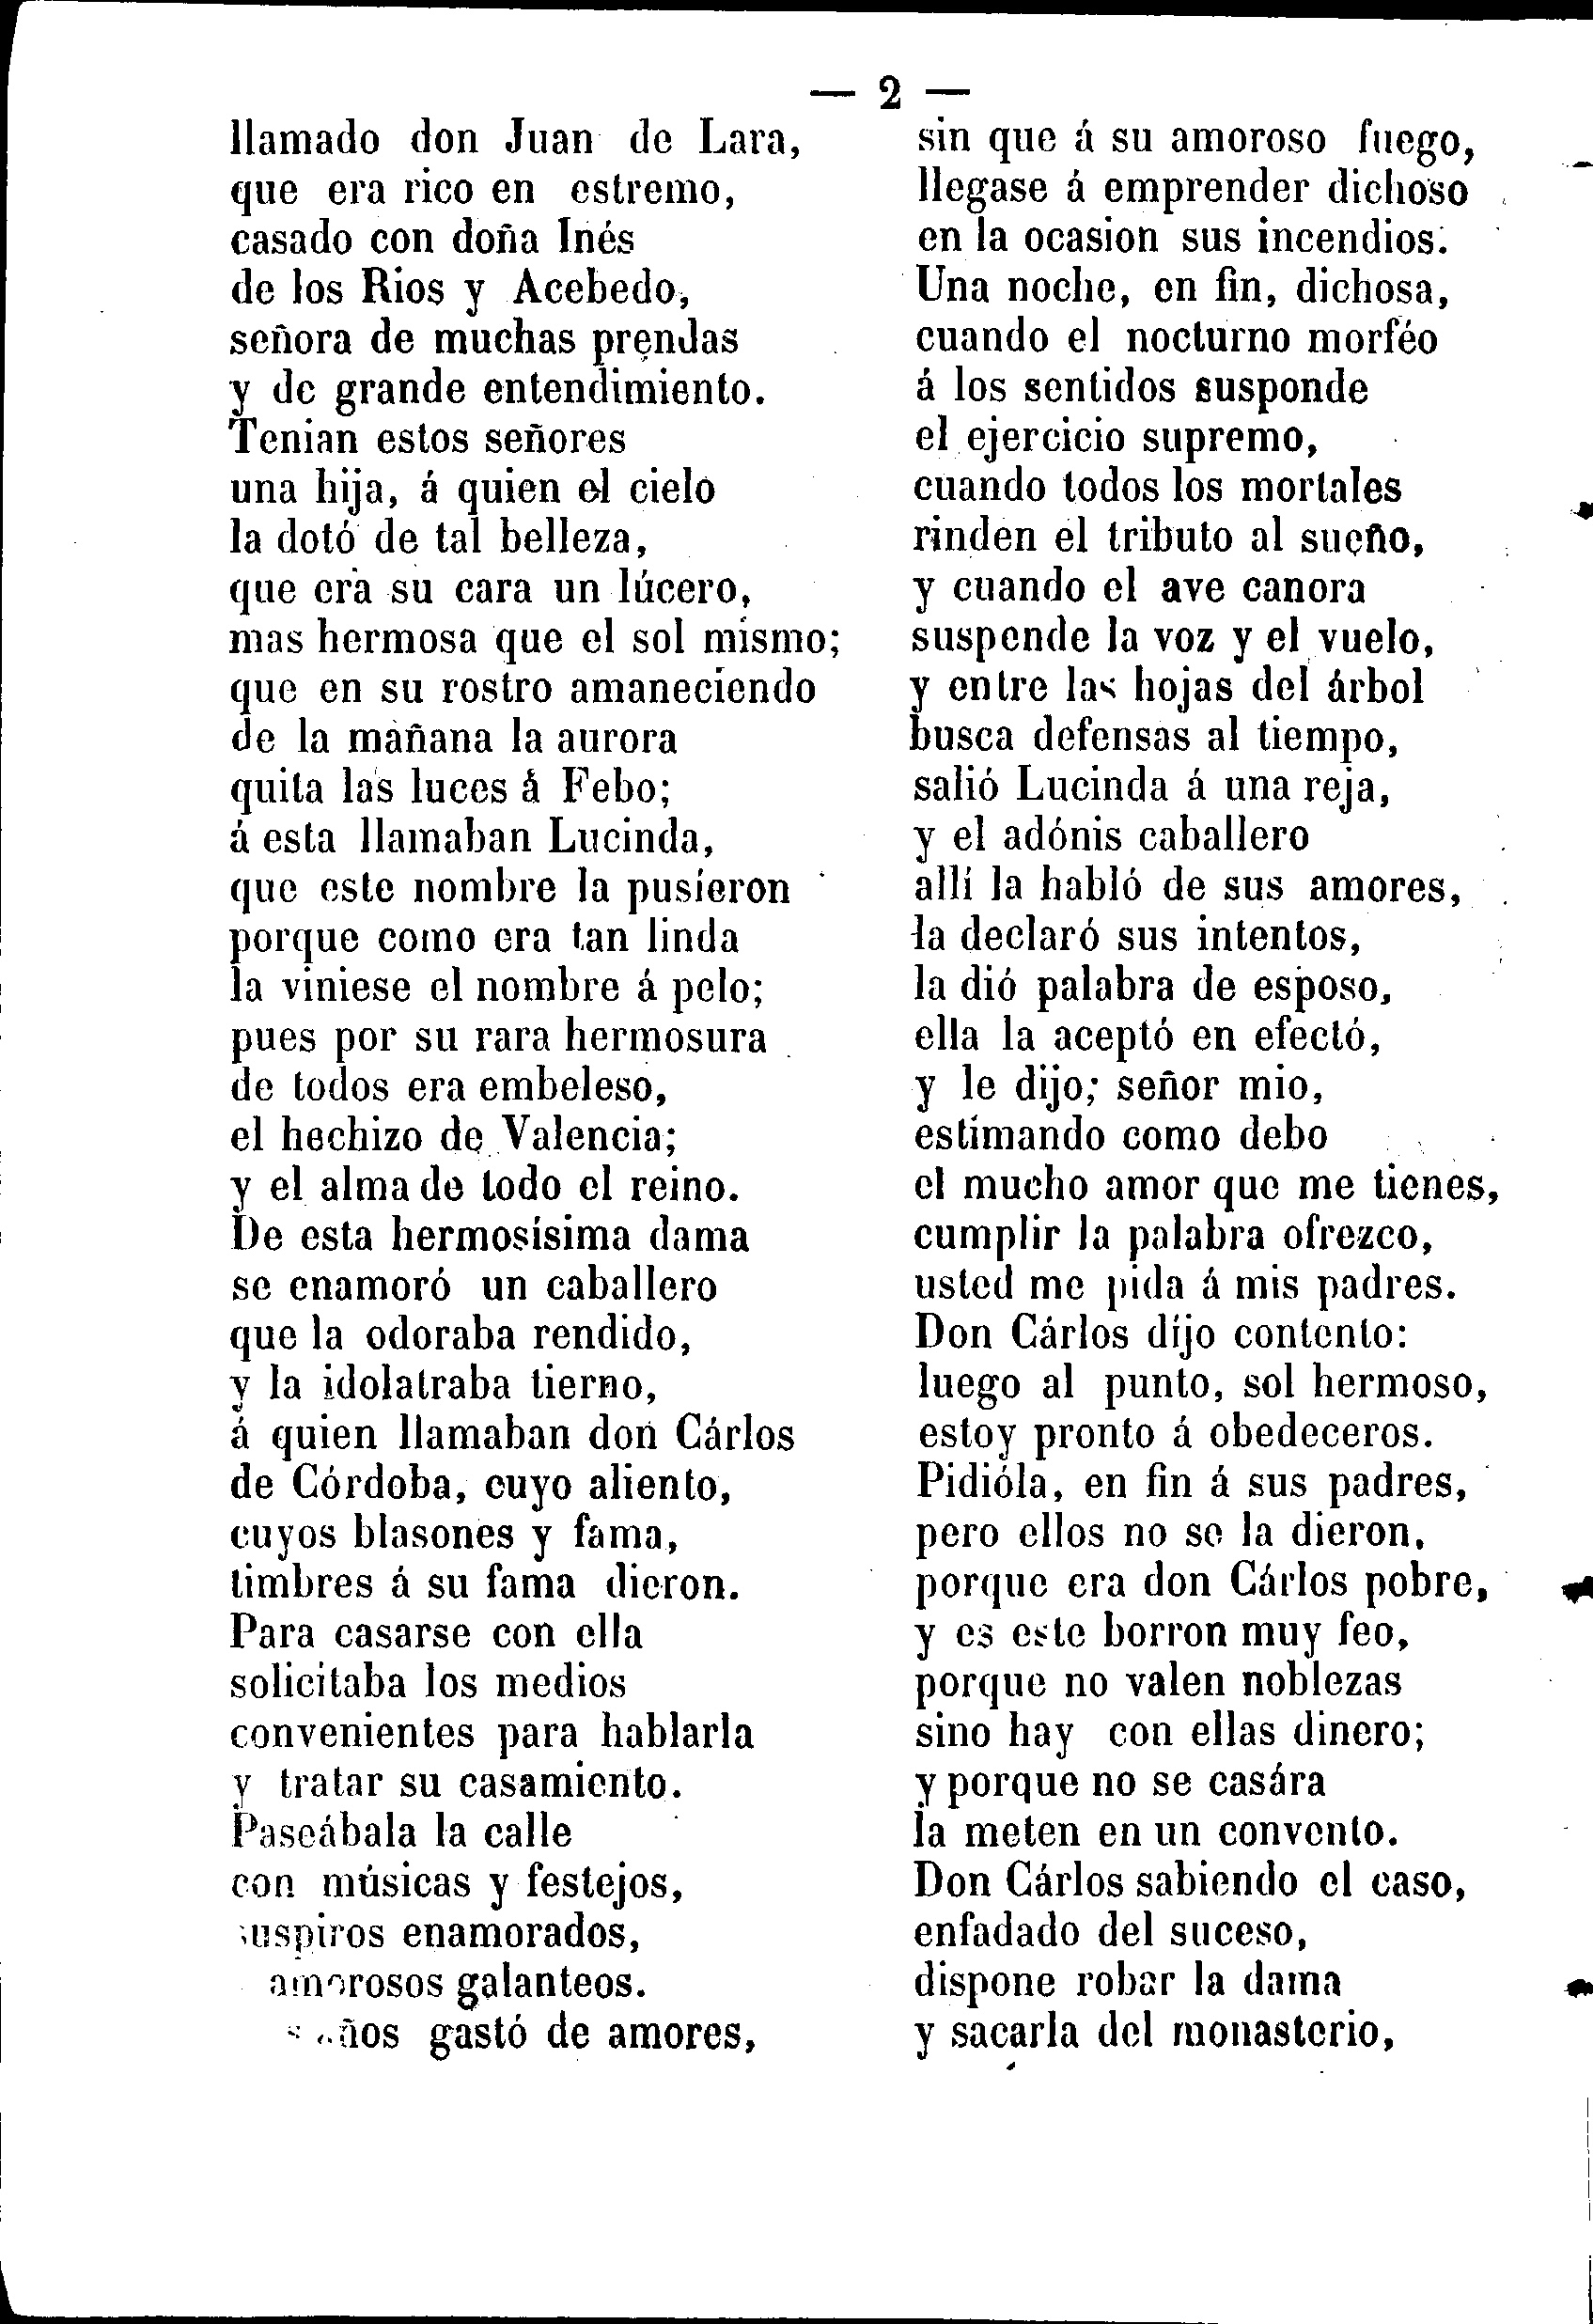 — 2 —
llamado don Juan de Lara,
que era rico en estremo,
casado con doña Inés
de los Rios y Acebedo,
señora de muchas prendas
y de grande entendimiento.
Tenian estos señores
una hija, á quien el cielo
la dotó de tal belleza,
que era su cara un lúcero,
mas hermosa que el sol mismo;
que en su rostro amaneciendo
de la mañana la aurora
quita las luces á Febo;
á esta llamaban Lucinda,
que este nombre la pusieron
porque como era tan linda
la viniese el nombre á pelo;
pues por su rara hermosura
de todos era embeleso,
el hechizo de Valencia;
y el alma de todo el reino.
De esta hermosísima dama
se enamoró un caballero
que la odoraba rendido,
y la idolatraba tierno,
á quien llamaban don Cárlos
de Córdoba, cuyo aliento,
cuyos blasones y fama,
timbres á su fama dieron.
Para casarse con ella
solicitaba los medios
convenientes para hablarla
y tratar su casamiento.
Paseábala la calle
con músicas y festejos,
suspiros enamorados,
amorosos galanteos.
gastó de amores,
sin que á su amoroso fuego,
llegase á emprender dichoso
en la ocasion sus incendios.
Una noche, en fin, dichosa,
cuando el nocturno morféo
á los sentidos susponde
el ejercicio supremo,
cuando todos los mortales
rinden el tributo al sueño,
y cuando el ave canora
suspende la voz y el vuelo,
y entre las hojas del árbol
busca defensas al tiempo,
salió Lucinda á una reja,
y el adónis caballero
allí la habló de sus amores,
la declaró sus intentos,
la dió palabra de esposo,
ella la aceptó en efectó,
y le dijo; señor mio,
estimando como debo
el mucho amor que me tienes,
cumplir la palabra ofrezco,
usted me pida á mis padres.
Don Cárlos dijo contento:
luego al punto, sol hermoso,
estoy pronto á obedeceros.
Pidióla, en fin á sus padres,
pero ellos no se la dieron,
porque era don Cárlos pobre,
y es este borron muy feo,
porque no valen noblezas
sino hay con ellas dinero;
y porque no se casára
la meten en un convento.
Don Cárlos sabiendo el caso,
enfadado del suceso,
dispone robar la dama
y sacarla del monasterio,